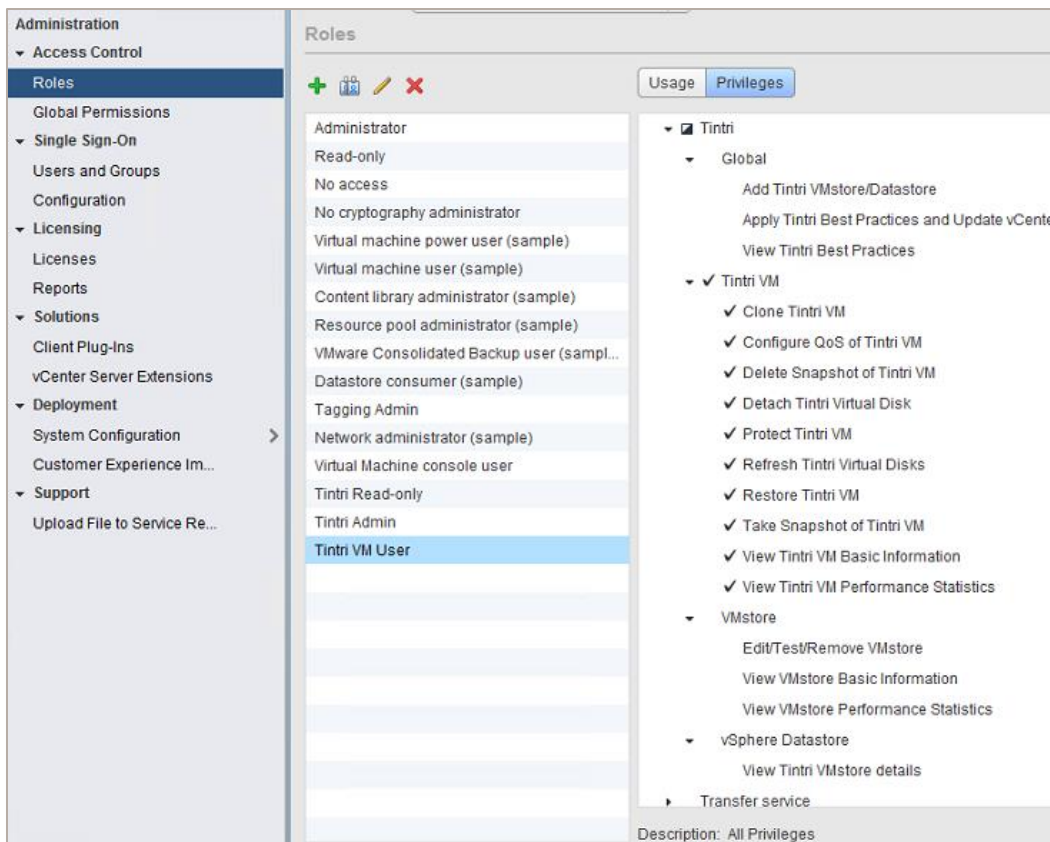 Administration
Access Control
Roles
Global Permissions
Single Sign-On
Users and Groups
Configuration
Licensing
Licenses
Reports
Solutions
Client Plug-Ins
vCenter Server Extensions
Deployment
System Configuration
Customer Experience Im...
Support
Upload File to Service Re...
Roles
Administrator
Read-only
No access
No cryptography administrator
Virtual machine power user (sample)
Virtual machine user (sample)
Content library administrator (sample)
Resource pool administrator (sample)
VMware Consolidated Backup user (sampl...
Datastore consumer (sample)
Tagging Admin
Network administrator (sample)
Virtual Machine console user
Tintri Read-only
Tintri Admin
Tintri VM User
Usage Privileges
Tintri
Global
Add Tintri VMstore/Datastore
Apply Tintri Best Practices and Update vCente
View Tintri Best Practices
Tintri VM
Clone Tintri VM
Configure QoS of Tintri VM
Delete Snapshot of Tintri VM
Detach Tintri Virtual Disk
Protect Tintri VM
Refresh Tintri Virtual Disks
Restore Tintri VM
Take Snapshot of Tintri VM
View Tintri VM Basic Information
View Tintri VM Performance Statistics
VMstore
Edit/Test/Remove VMstore
View VMstore Basic Information
View VMstore Performance Statistics
vSphere Datastore
View Tintri VMstore details
Transfer service
Description: All Privileges